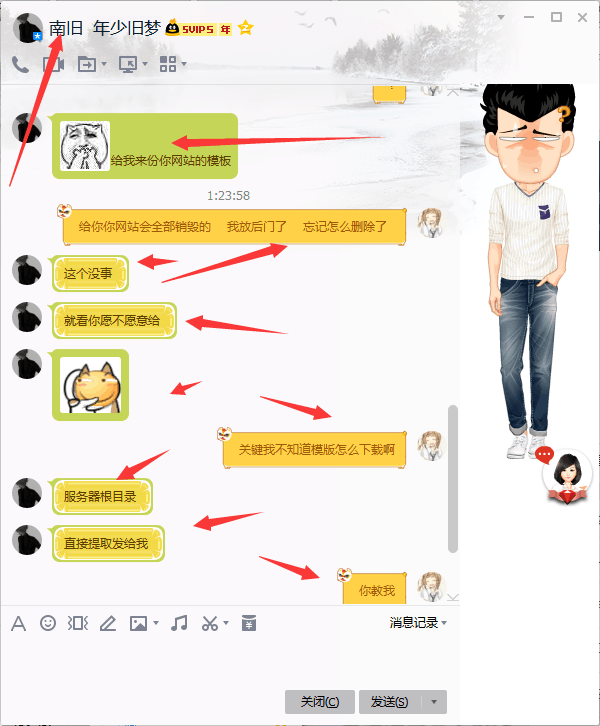 南旧 年少旧梦 SVIP5 年
给我来份你网站的模板
1:23:58
给你你网站会全部销毁的 我放后门了 忘记怎么删除了
这个没事
就看你愿不愿意给
关键我不知道模版怎么下载啊
服务器根目录
直接提取发给我
你教我
消息记录
关闭(C) 发送(S)